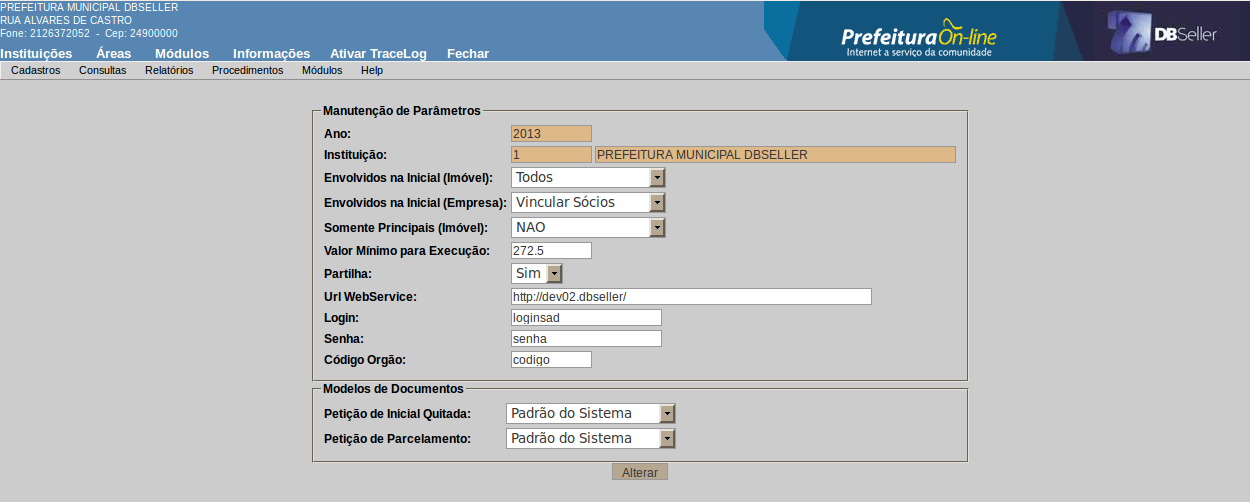 PREFEITURA MUNICIPAL DBSELLER
RUA ALVARES DE CASTRO
Fone: 2126372052 - Cep: 24900000
PrefeituraOn-line
Internet a serviço da comunidade
DBSeller
Instituições Áreas Módulos Informações Ativar TraceLog Fechar
Cadastros Consultas Relatórios Procedimentos Módulos Help
Manutenção de Parâmetros
Ano: 2013
Instituição: 1 PREFEITURA MUNICIPAL DBSELLER
Envolvidos na Inicial (Imóvel): Todos
Envolvidos na Inicial (Empresa): Vincular Sócios
Somente Principais (Imóvel): NAO
Valor Mínimo para Execução: 272.5
Partilha: Sim
Url WebService: http://dev02.dbseller/
Login: loginsad
Senha: senha
Código Orgão: codigo
Modelos de Documentos
Petição de Inicial Quitada: Padrão do Sistema
Petição de Parcelamento: Padrão do Sistema
Alterar